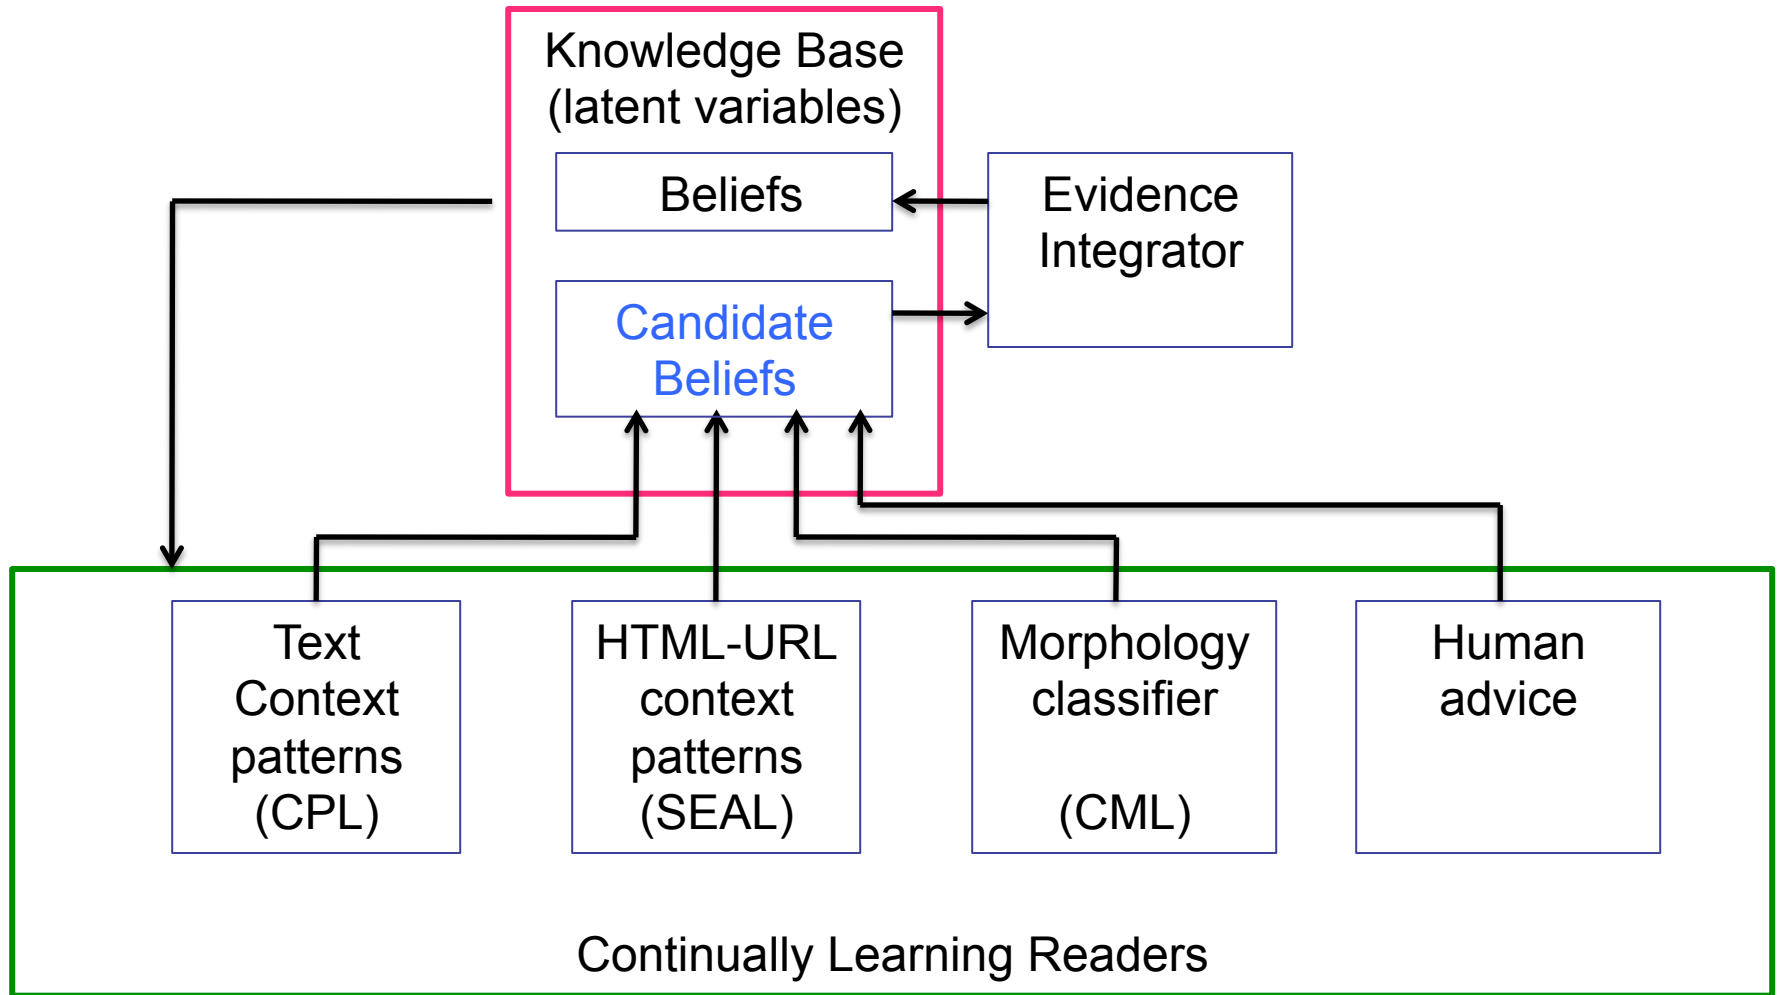 Knowledge Base
(latent variables)
Beliefs
Evidence
Integrator
Candidate
Beliefs
Text
Context
patterns
(CPL)
HTML-URL
context
patterns
(SEAL)
Morphology
classifier
(CML)
Human
advice
Continually Learning Readers